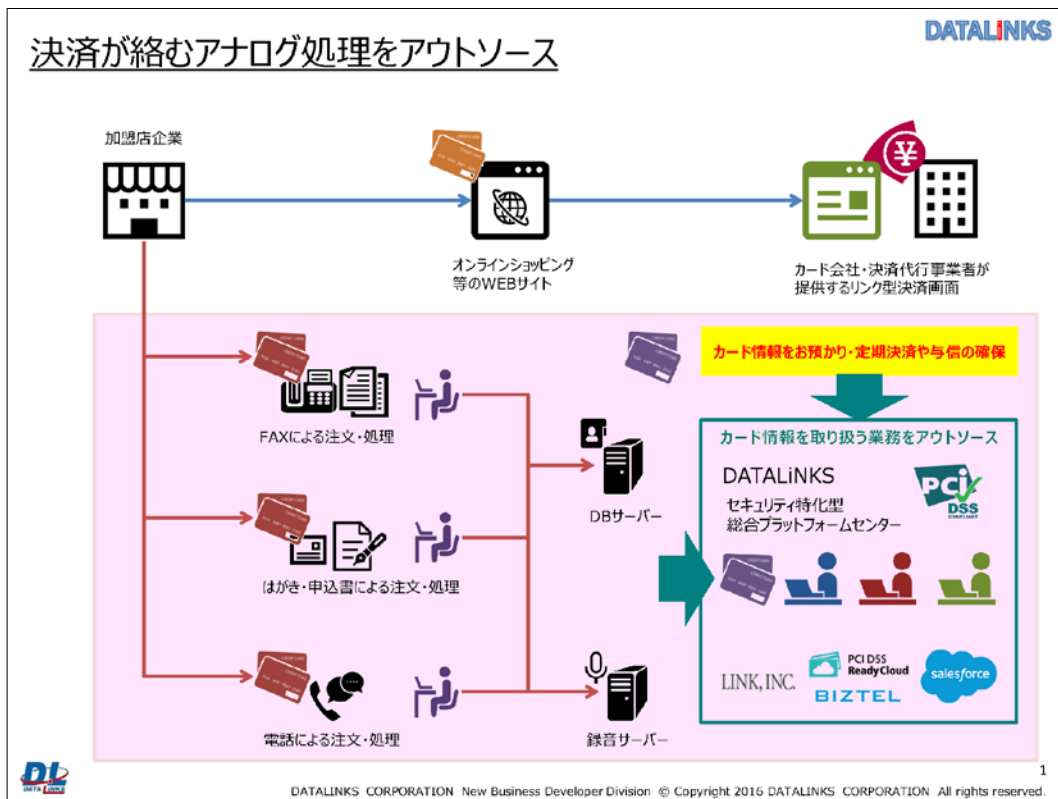 決済が絡むアナログ処理をアウトソース
DATALiNKS
加盟店企業
オンラインショッピング
等のWEBサイト
カード会社・決済代行事業者が
提供するリンク型決済画面
カード情報をお預かり・定期決済や与信の確保
FAXによる注文・処理
はがき・申込書による注文・処理
電話による注文・処理
DBサーバー
録音サーバー
カード情報を取り扱う業務をアウトソース
DATALiNKS
セキュリティ特化型
総合プラットフォームセンター
PCi
DSS
COMPLIANT
LINK, INC.
PCI DSS
ReadyCloud
BIZTEL
salesforce
1
DL
DATA LINKS
DATALINKS CORPORATION New Business Developer Division © Copyright 2016 DATALINKS CORPORATION All rights reserved.